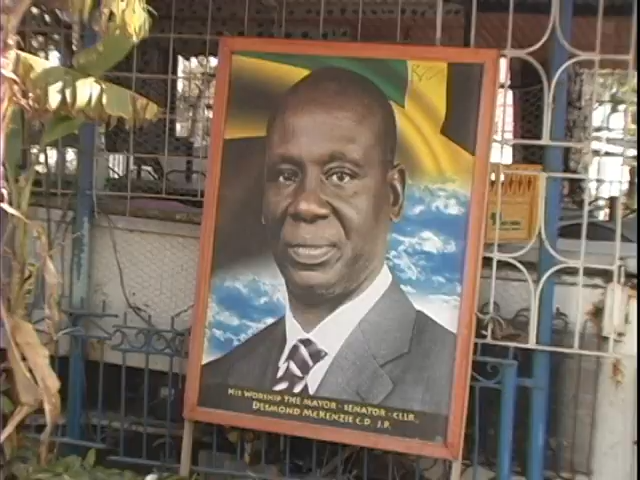 HIS WORSHIP THE MAYOR - SENATOR - CLLR.
DESMOND MCKENZIE C.D. J.P.